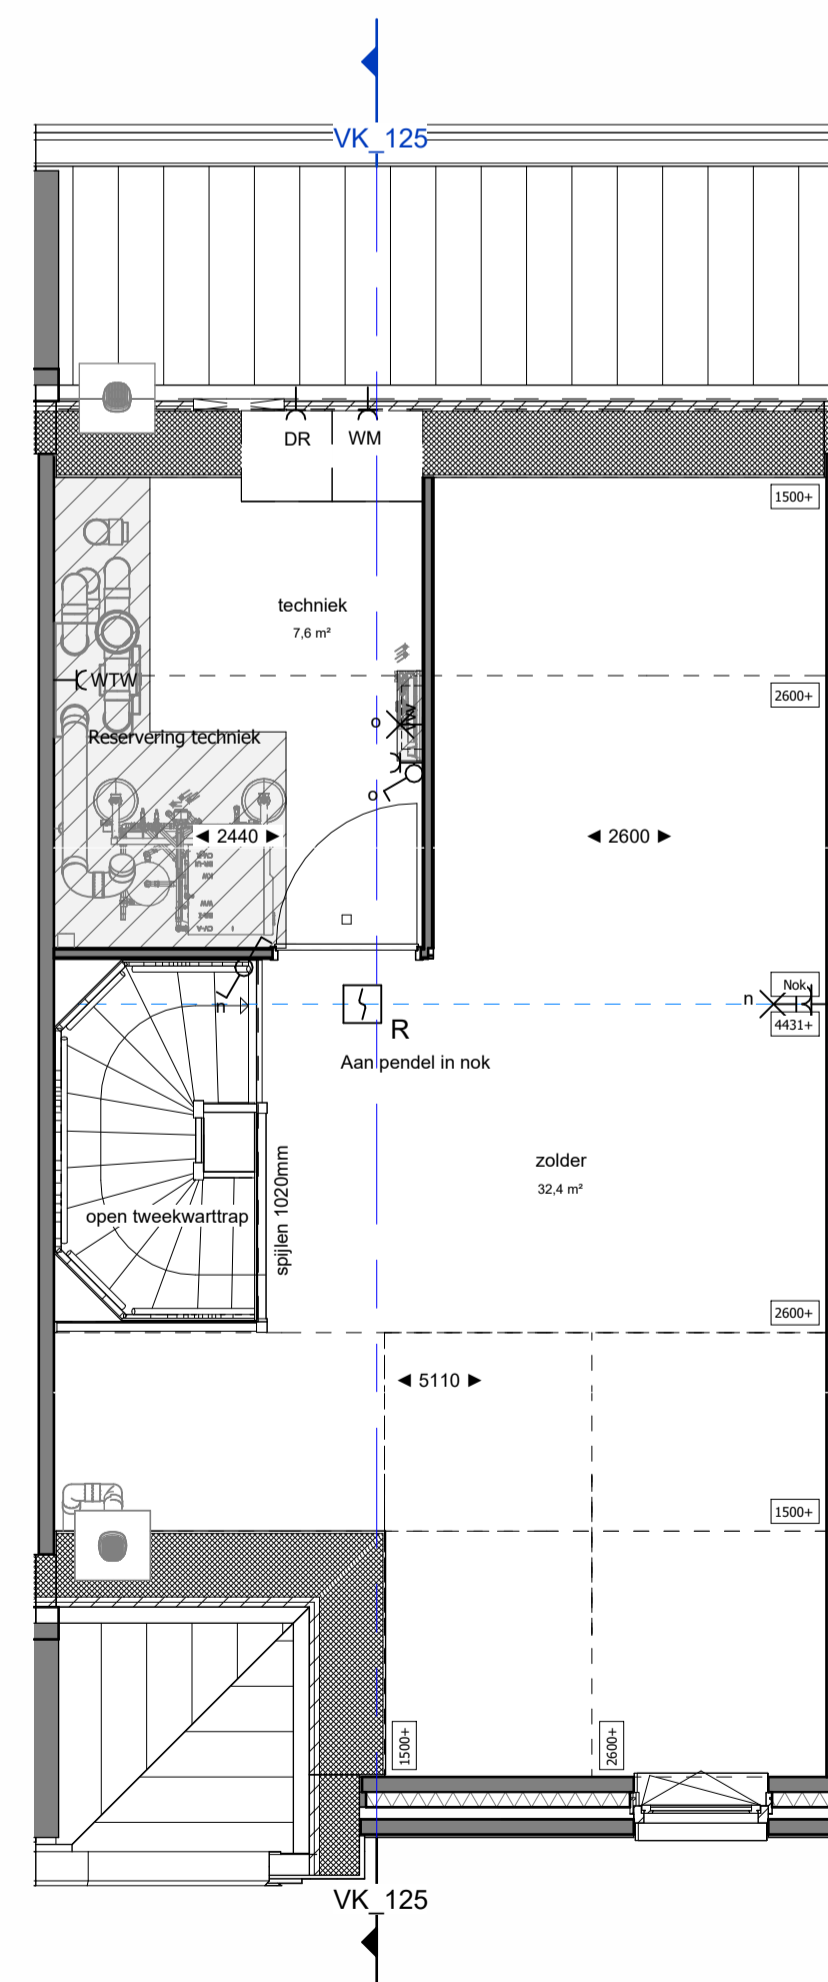 VK_125
DR
WM
1500+
techniek
7,6 m²
WTW
2600+
o
Reservering techniek
o
2440
2600
n
Nok
n
4431+
R
Aan pendel in nok
spijlen 1020mm
zolder
32,4 m²
open tweekwarttrap
2600+
5110
1500+
1500+
2600+
VK_125